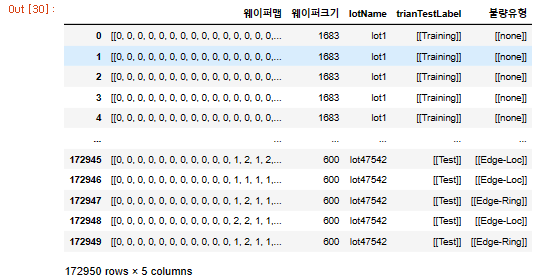 Out [30]:
웨이퍼맵 웨이퍼크기 lotName trianTestLabel 불량유형
0 [[0, 0, 0, 0, 0, 0, 0, 0, 0, 0, 0, 0, 0, 0, 0,... 1683 lot1 [[Training]] [[none]]
1 [[0, 0, 0, 0, 0, 0, 0, 0, 0, 0, 0, 0, 0, 0, 0,... 1683 lot1 [[Training]] [[none]]
2 [[0, 0, 0, 0, 0, 0, 0, 0, 0, 0, 0, 0, 0, 0, 0,... 1683 lot1 [[Training]] [[none]]
3 [[0, 0, 0, 0, 0, 0, 0, 0, 0, 0, 0, 0, 0, 0, 0,... 1683 lot1 [[Training]] [[none]]
4 [[0, 0, 0, 0, 0, 0, 0, 0, 0, 0, 0, 0, 0, 0, 0,... 1683 lot1 [[Training]] [[none]]
... ... ... ... ... ...
172945 [[0, 0, 0, 0, 0, 0, 0, 0, 0, 0, 0, 1, 2, 1, 2,... 600 lot47542 [[Test]] [[Edge-Loc]]
172946 [[0, 0, 0, 0, 0, 0, 0, 0, 0, 0, 0, 1, 1, 1, 1,... 600 lot47542 [[Test]] [[Edge-Loc]]
172947 [[0, 0, 0, 0, 0, 0, 0, 0, 0, 0, 0, 1, 2, 1, 1,... 600 lot47542 [[Test]] [[Edge-Ring]]
172948 [[0, 0, 0, 0, 0, 0, 0, 0, 0, 0, 0, 2, 2, 1, 1,... 600 lot47542 [[Test]] [[Edge-Loc]]
172949 [[0, 0, 0, 0, 0, 0, 0, 0, 0, 0, 0, 1, 2, 1, 1,... 600 lot47542 [[Test]] [[Edge-Ring]]
172950 rows × 5 columns